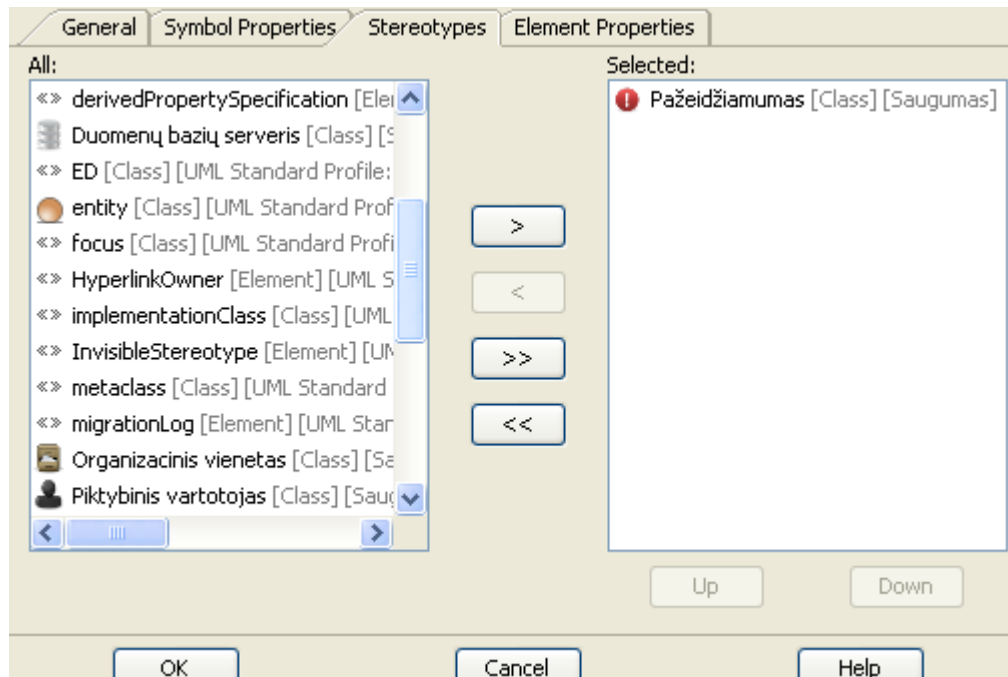 General Symbol Properties Stereotypes Element Properties
All:
«» derivedPropertySpecification [Ele
Duomenų bazių serveris [Class] [S
«» ED [Class] [UML Standard Profile:
entity [Class] [UML Standard Prof
«» focus [Class] [UML Standard Profi
«» HyperlinkOwner [Element] [UML S
«» implementationClass [Class] [UML
«» InvisibleStereotype [Element] [UM
«» metaclass [Class] [UML Standard
«» migrationLog [Element] [UML Stan
Organizacinis vienetas [Class] [Sa
Piktybinis vartotojas [Class] [Saug
>
<
>>
<<
Selected:
Pažeidžiamumas [Class] [Saugumas]
Up Down
OK Cancel Help